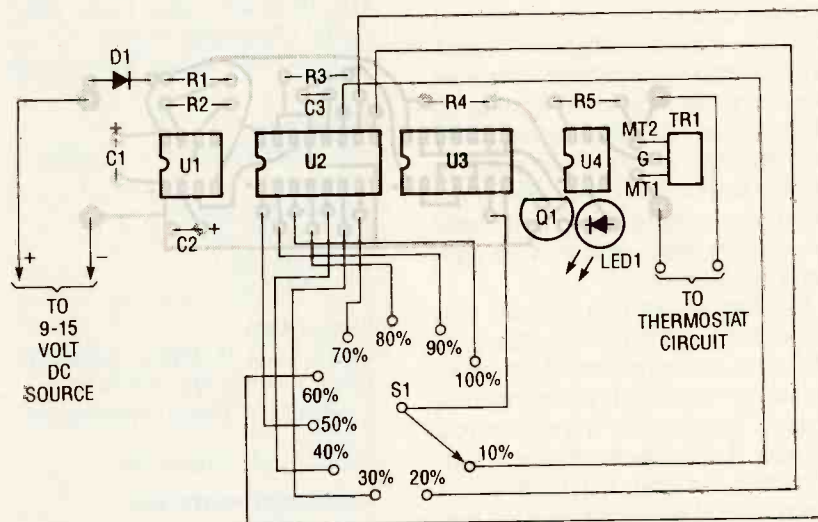 D1
R1
R2
R3
C3
R4
R5
MT2
TR1
G
MT1
+
C1
U1
U2
U3
U4
C2
+
Q1
LED1
+
–
TO
9-15
VOLT
DC
SOURCE
TO
THERMOSTAT
CIRCUIT
70%
80%
90%
100%
60%
S1
50%
40%
10%
30%
20%